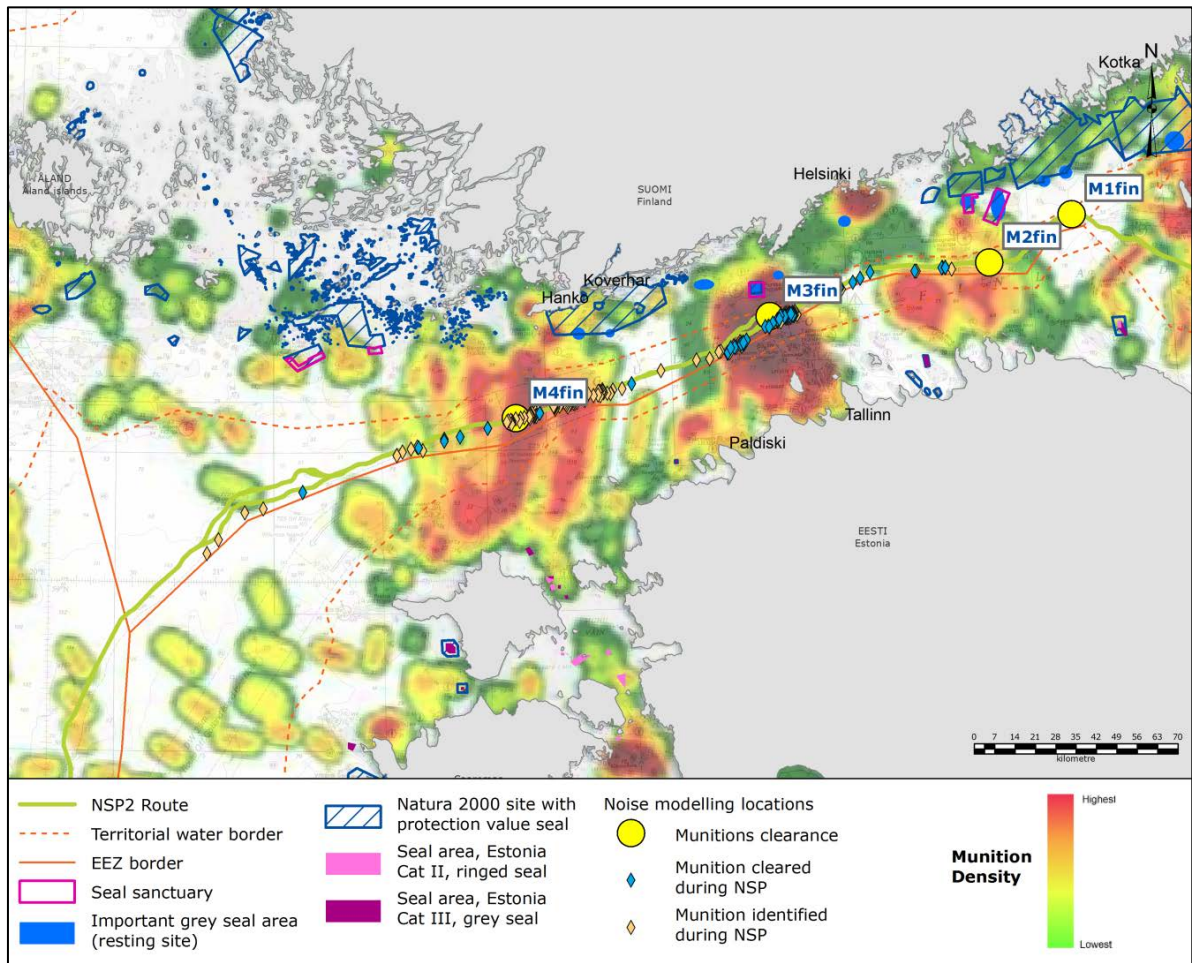 Kotka
N
ÅLAND
Åland islands
SUOMI
Finland
Helsinki
M1fin
M2fin
Koverhar
Hanko
M3fin
M4fin
Tallinn
Paldiski
EESTI
Estonia
0 7 14 21 28 35 42 49 56 63 70
kilometre
NSP2 Route
Territorial water border
EEZ border
Seal sanctuary
Important grey seal area
(resting site)
Natura 2000 site with
protection value seal
Seal area, Estonia
Cat II, ringed seal
Seal area, Estonia
Cat III, grey seal
Noise modelling locations
Munitions clearance
Munition cleared
during NSP
Munition identified
during NSP
Munition
Density
Highest
Lowest